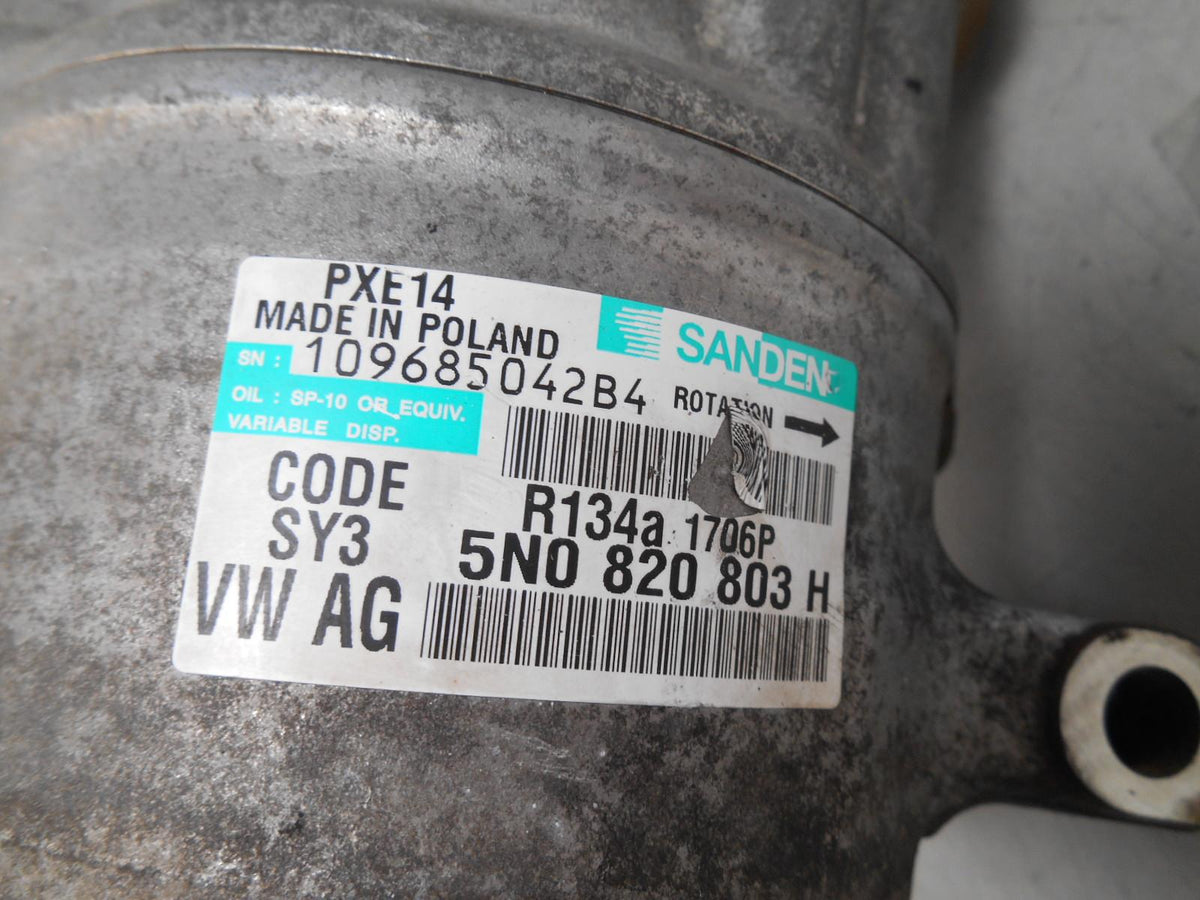 PXE14
MADE IN POLAND
SANDEN
SN : 109685042B4
ROTATION
OIL : SP-10 OR EQUIV.
VARIABLE DISP.
CODE
SY3
R134a 1706P
5N0 820 803 H
VW AG